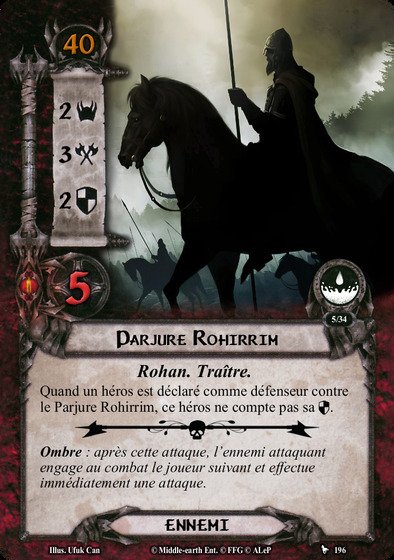 40
2
3
2
5
5/34
Parjure Rohirrim
Rohan. Traître.
Quand un héros est déclaré comme défenseur contre
le Parjure Rohirrim, ce héros ne compte pas sa .
Ombre : après cette attaque, l'ennemi attaquant
engage au combat le joueur suivant et effectue
immédiatement une attaque.
ENNEMI
Illus. Ufuk Can © Middle-earth Ent. © FFG © ALeP 196